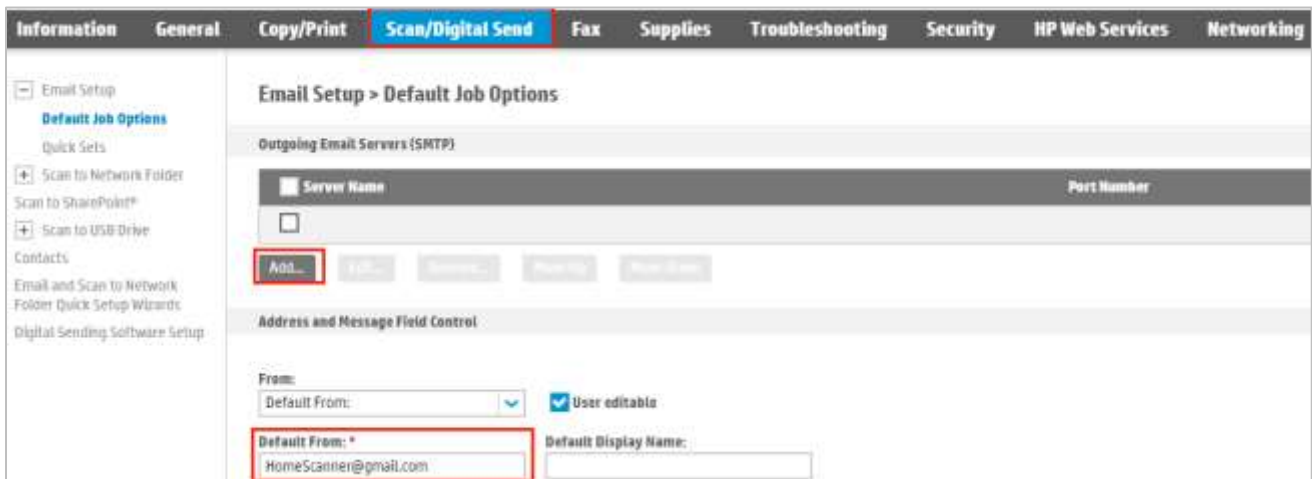 Information General Copy/Print Scan/Digital Send Fax Supplies Troubleshooting Security HP Web Services Networking
Email Setup
Default Job Options
Quick Sets
Scan to Network Folder
Scan to SharePoint®
Scan to USB Drive
Contacts
Email and Scan to Network
Folder Quick Setup Wizards
Digital Sending Software Setup
Email Setup > Default Job Options
Outgoing Email Servers (SMTP)
Server Name Port Number
Add...
Address and Message Field Control
From:
Default From: User editable
Default From: * Default Display Name:
HomeScanner@gmail.com